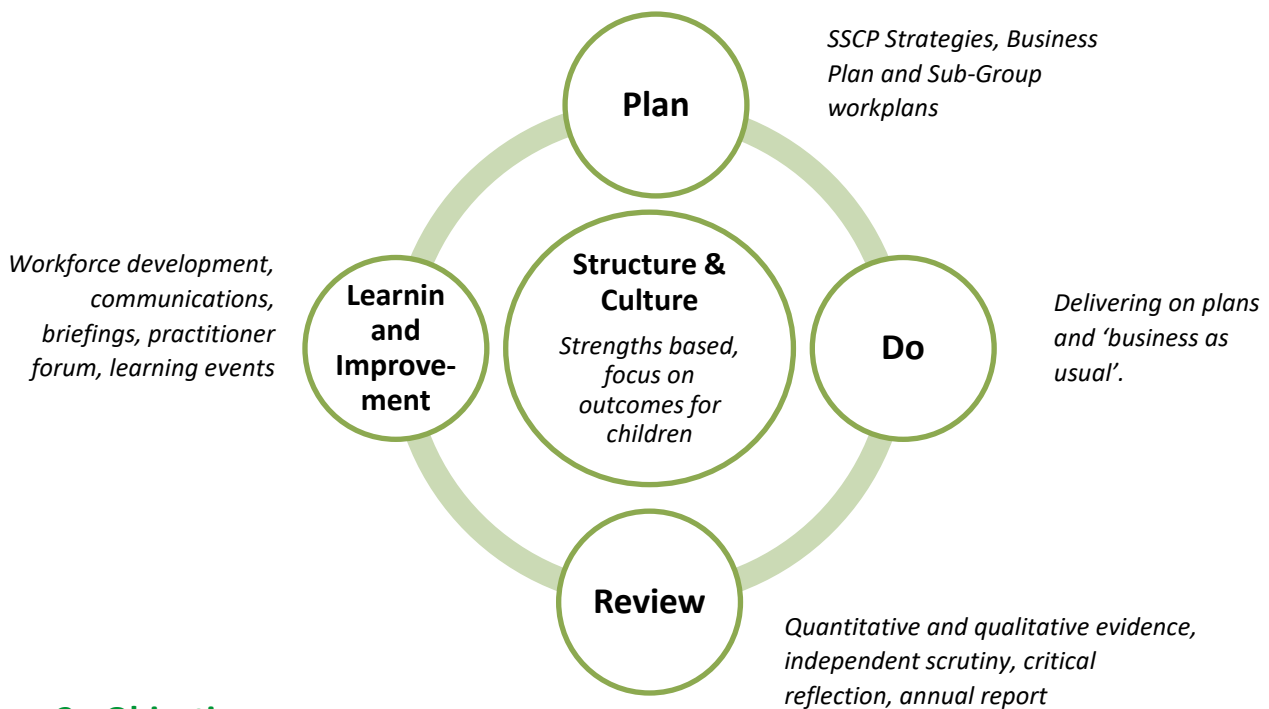 Plan
SSCP Strategies, Business
Plan and Sub-Group
workplans
Structure &
Culture
Strengths based,
focus on
outcomes for
children
Do
Delivering on plans
and ‘business as
usual’.
Review
Quantitative and qualitative evidence,
independent scrutiny, critical
reflection, annual report
Learnin
and
Improve-
ment
Workforce development,
communications,
briefings, practitioner
forum, learning events